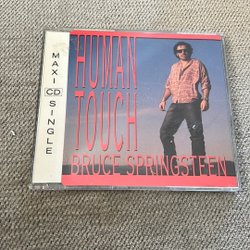 MAXI CD SINGLE
HUMAN
TOUCH
BRUCE SPRINGSTEEN